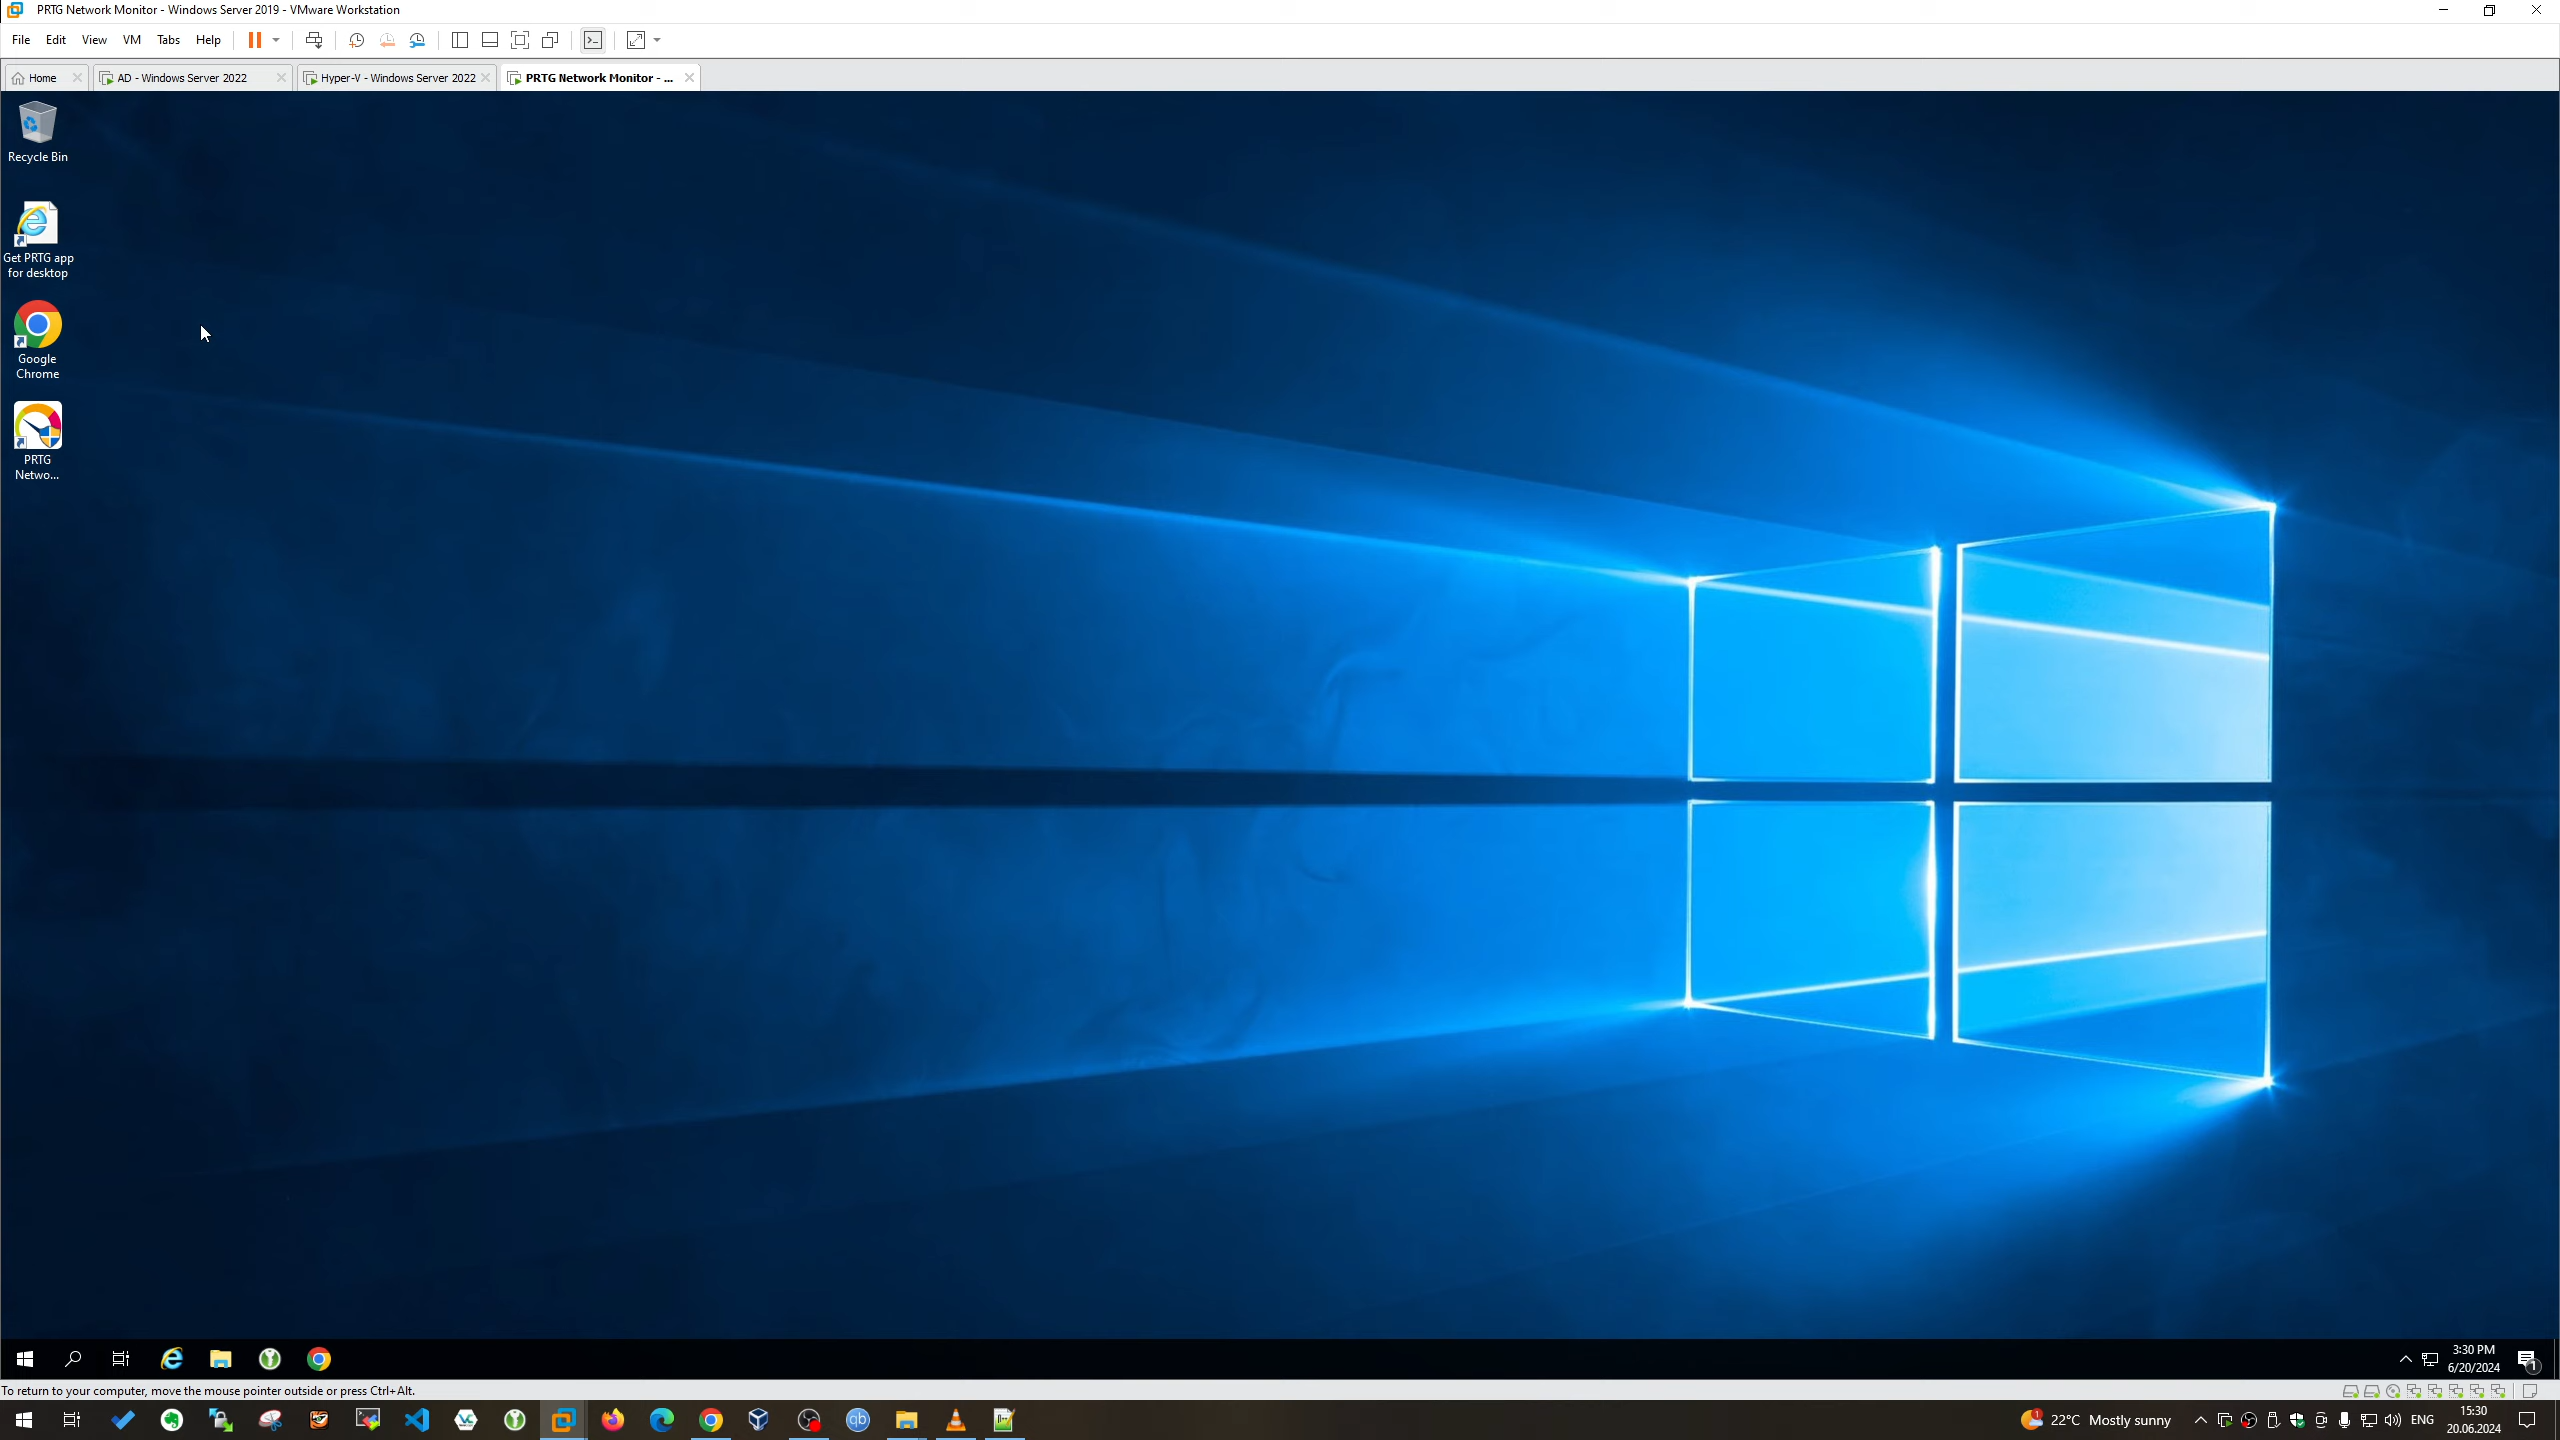 PRTG Network Monitor - Windows Server 2019 - VMware Workstation
File Edit View VM Tabs Help
Home AD - Windows Server 2022 Hyper-V - Windows Server 2022 PRTG Network Monitor - ...
Recycle Bin
Get PRTG app
for desktop
Google
Chrome
PRTG
Netwo...
3:30 PM
6/20/2024
1
To return to your computer, move the mouse pointer outside or press Ctrl+Alt.
qb
1
22°C Mostly sunny
ENG
15:30
20.06.2024